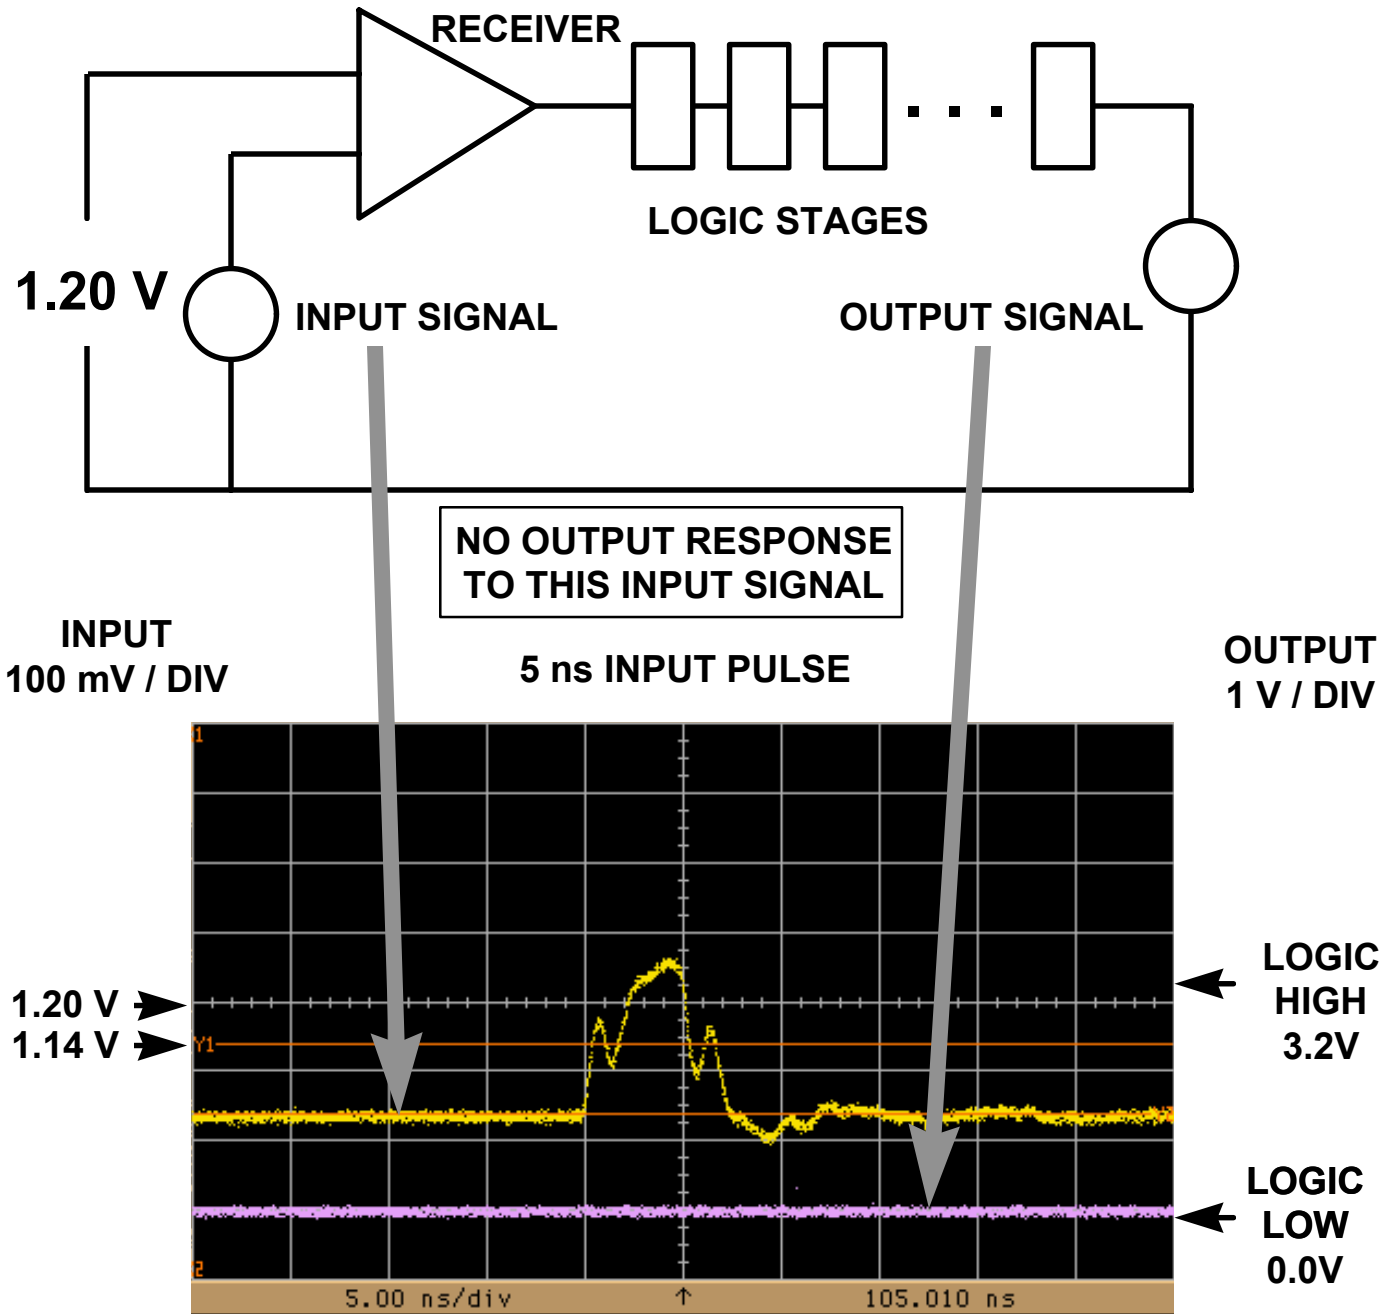 RECEIVER
LOGIC STAGES
1.20 V
INPUT SIGNAL
OUTPUT SIGNAL
NO OUTPUT RESPONSE
TO THIS INPUT SIGNAL
INPUT
100 mV / DIV
5 ns INPUT PULSE
OUTPUT
1 V / DIV
1
1.20 V
1.14 V
Y1
LOGIC
HIGH
3.2V
LOGIC
LOW
0.0V
2
5.00 ns/div
105.010 ns